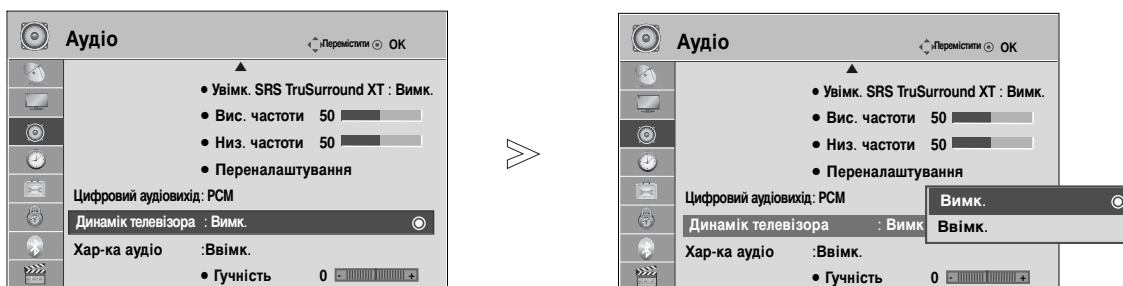 Аудіо
Перемістити OK
● Увімк. SRS TruSurround XT : Вимк.
● Вис. частоти 50
● Низ. частоти 50
● Переналаштування
Цифровий аудіовихід: PCM
Динамік телевізора : Вимк.
Хар-ка аудіо :Ввімк.
● Гучність 0 - +
Аудіо
Перемістити OK
● Увімк. SRS TruSurround XT : Вимк.
● Вис. частоти 50
● Низ. частоти 50
● Переналаштування
Цифровий аудіовихід: PCM
Динамік телевізора : Вимк
Вимк.
Ввімк.
Хар-ка аудіо :Ввімк.
● Гучність 0 - +